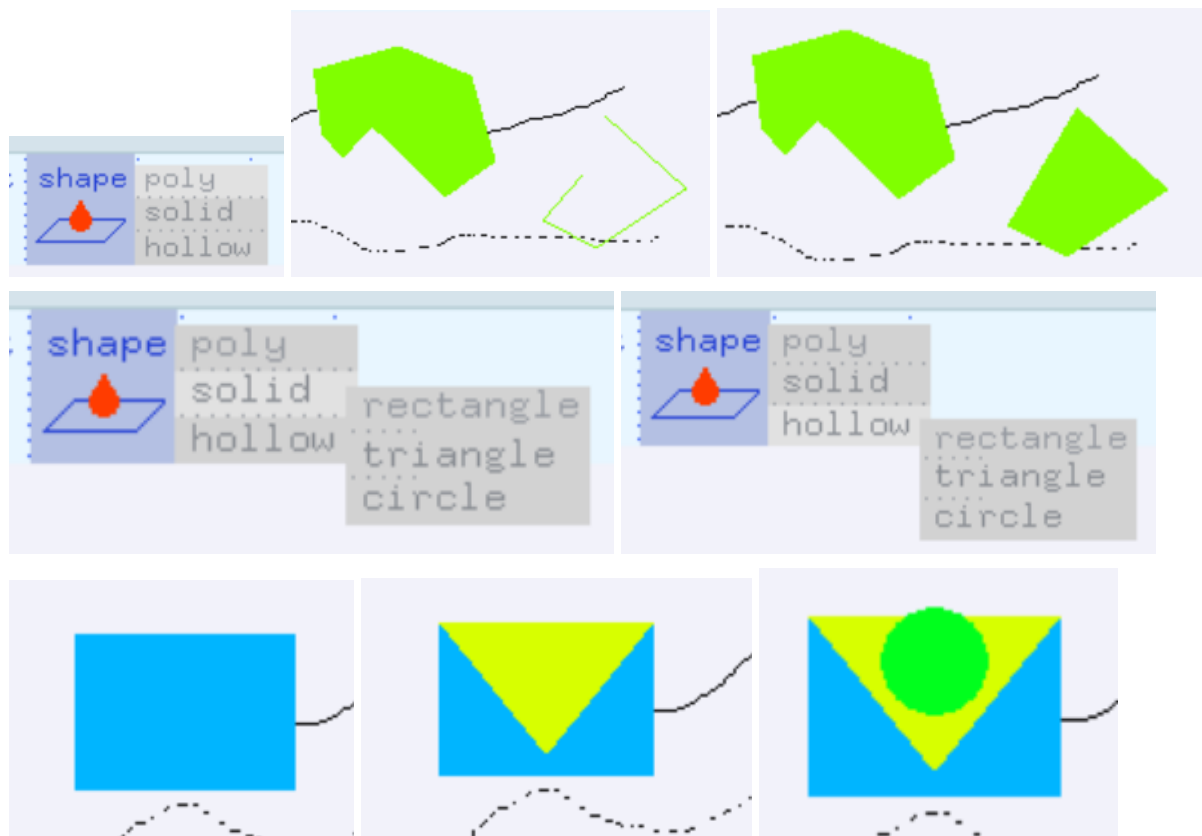 shape
poly
solid
hollow
shape
poly
solid
hollow
rectangle
triangle
circle
shape
poly
solid
hollow
rectangle
triangle
circle